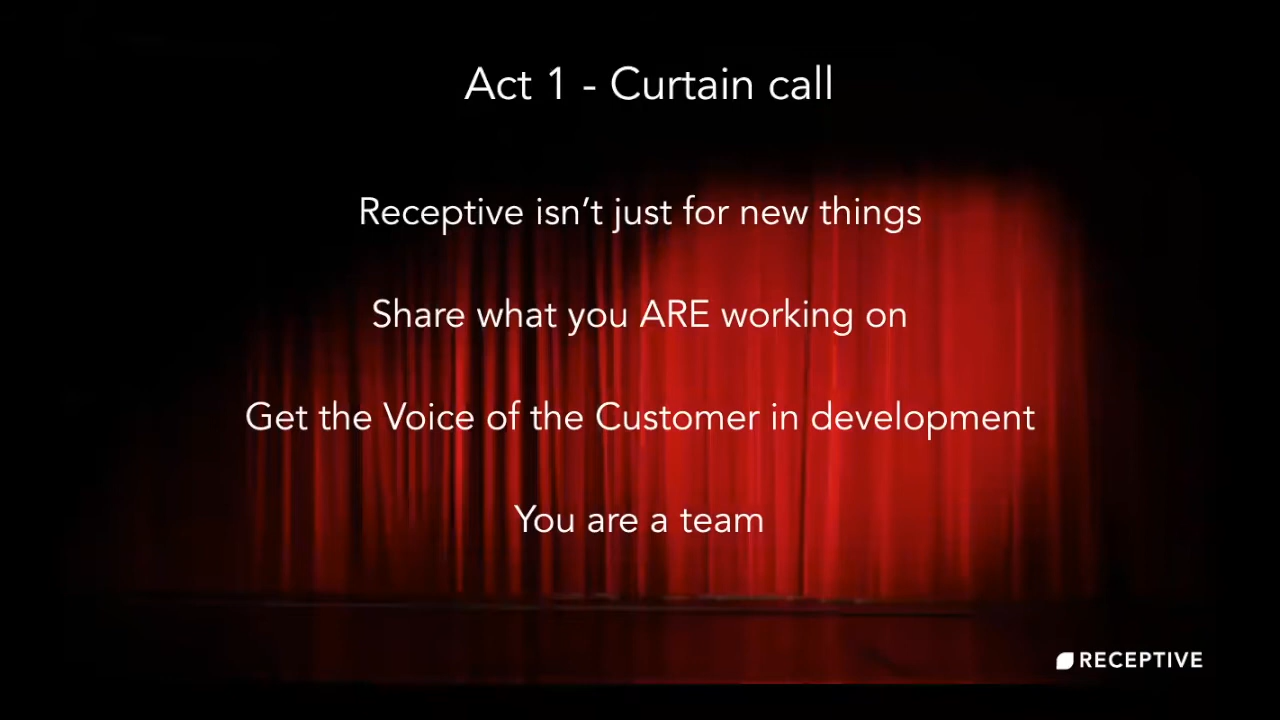 Act 1 - Curtain call
Receptive isn’t just for new things
Share what you ARE working on
Get the Voice of the Customer in development
You are a team
RECEPTIVE